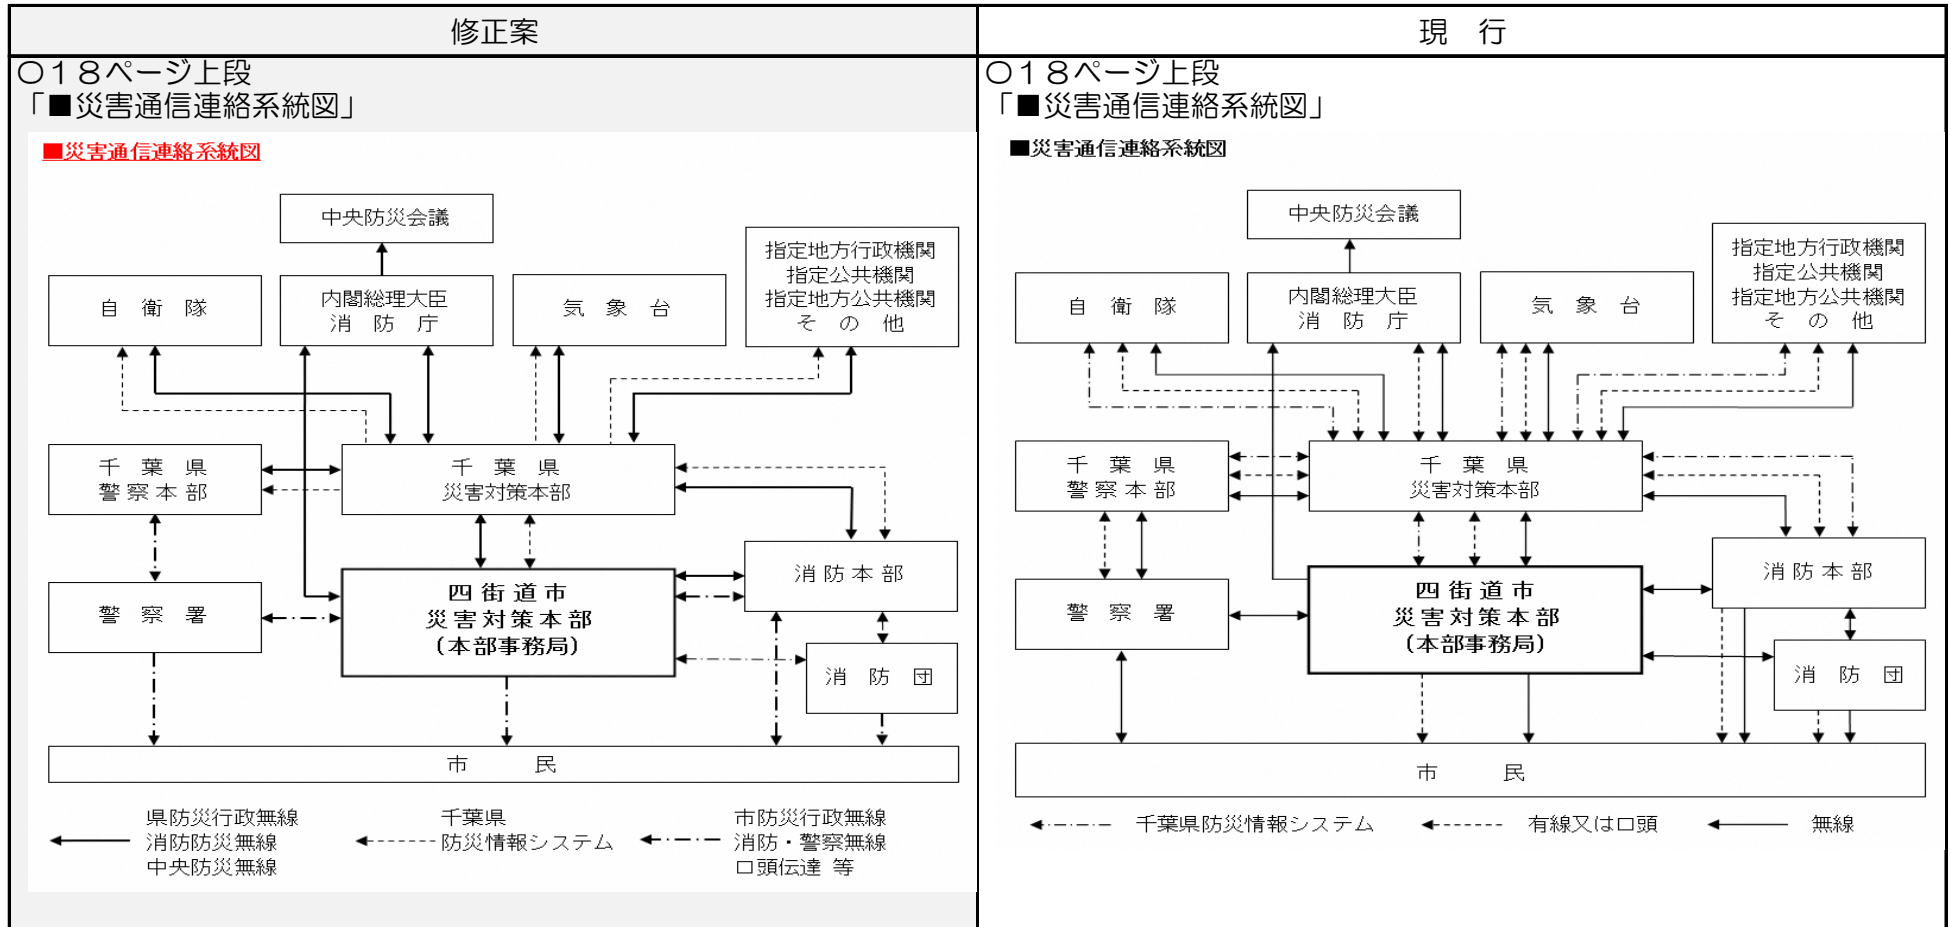 修正案
〇１８ページ上段
「■災害通信連絡系統図」
■災害通信連絡系統図
中央防災会議
指定地方行政機関
指定公共機関
指定地方公共機関
そ の 他
自 衛 隊
内閣総理大臣
消 防 庁
気 象 台
千 葉 県
警察本部
千 葉 県
災害対策本部
消防本部
警 察 署
四街道市
災害対策本部
(本部事務局)
消 防 団
市 民
県防災行政無線
消防防災無線
中央防災無線
千葉県
防災情報システム
市防災行政無線
消防・警察無線
口頭伝達 等
現 行
〇１８ページ上段
「■災害通信連絡系統図」
■災害通信連絡系統図
中央防災会議
指定地方行政機関
指定公共機関
指定地方公共機関
そ の 他
自 衛 隊
内閣総理大臣
消 防 庁
気 象 台
千 葉 県
警察本部
千 葉 県
災害対策本部
消防本部
警 察 署
四街道市
災害対策本部
(本部事務局)
消 防 団
市 民
千葉県防災情報システム
有線又は口頭
無線